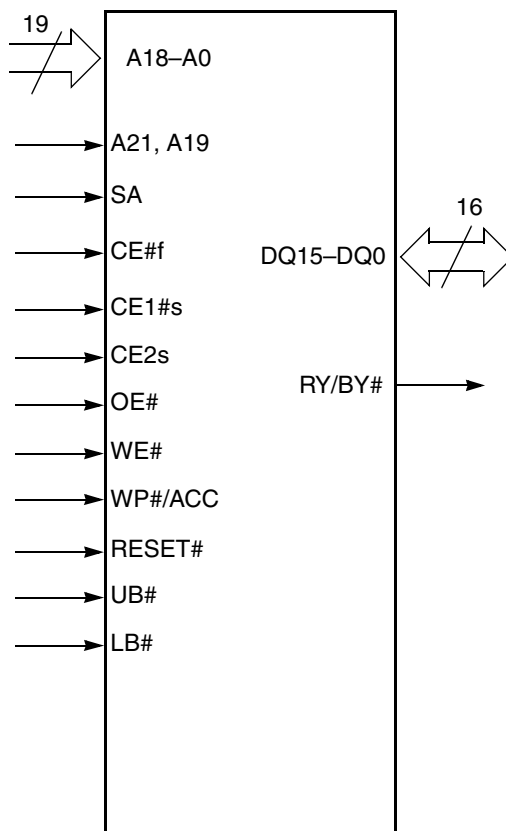 19
A18–A0
A21, A19
SA
16
CE#f
DQ15–DQ0
CE1#s
CE2s
RY/BY#
OE#
WE#
WP#/ACC
RESET#
UB#
LB#